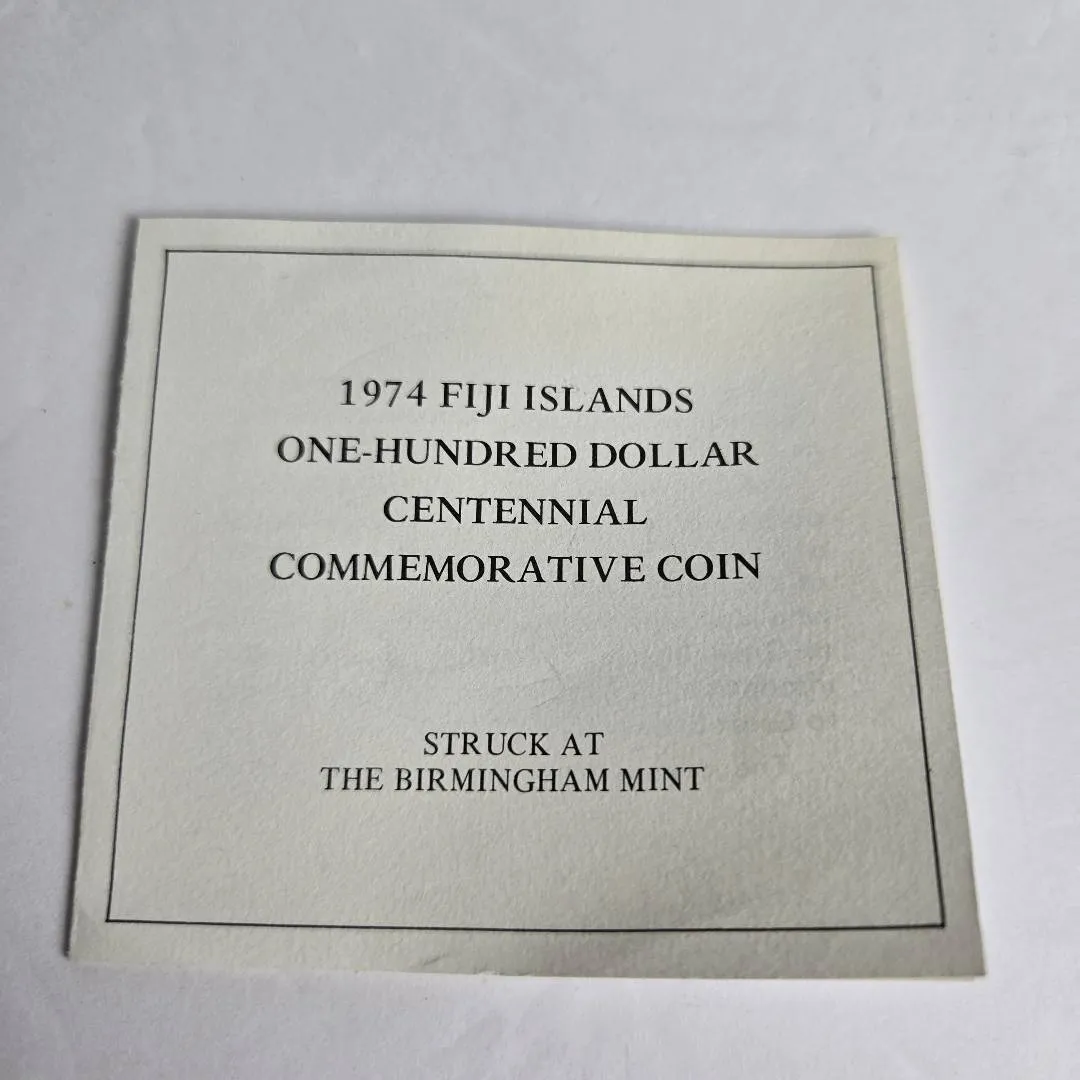 1974 FIJI ISLANDS
ONE-HUNDRED DOLLAR
CENTENNIAL
COMMEMORATIVE COIN
STRUCK AT
THE BIRMINGHAM MINT